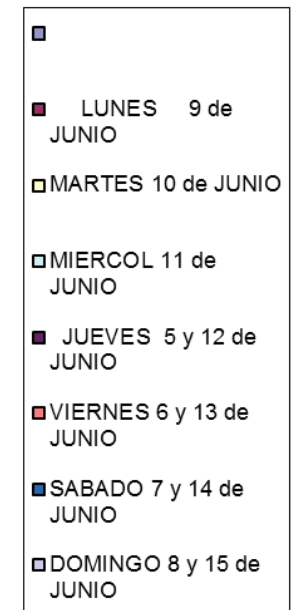 LUNES 9 de
JUNIO
MARTES 10 de JUNIO
MIERCOL 11 de
JUNIO
JUEVES 5 y 12 de
JUNIO
VIERNES 6 y 13 de
JUNIO
SABADO 7 y 14 de
JUNIO
DOMINGO 8 y 15 de
JUNIO